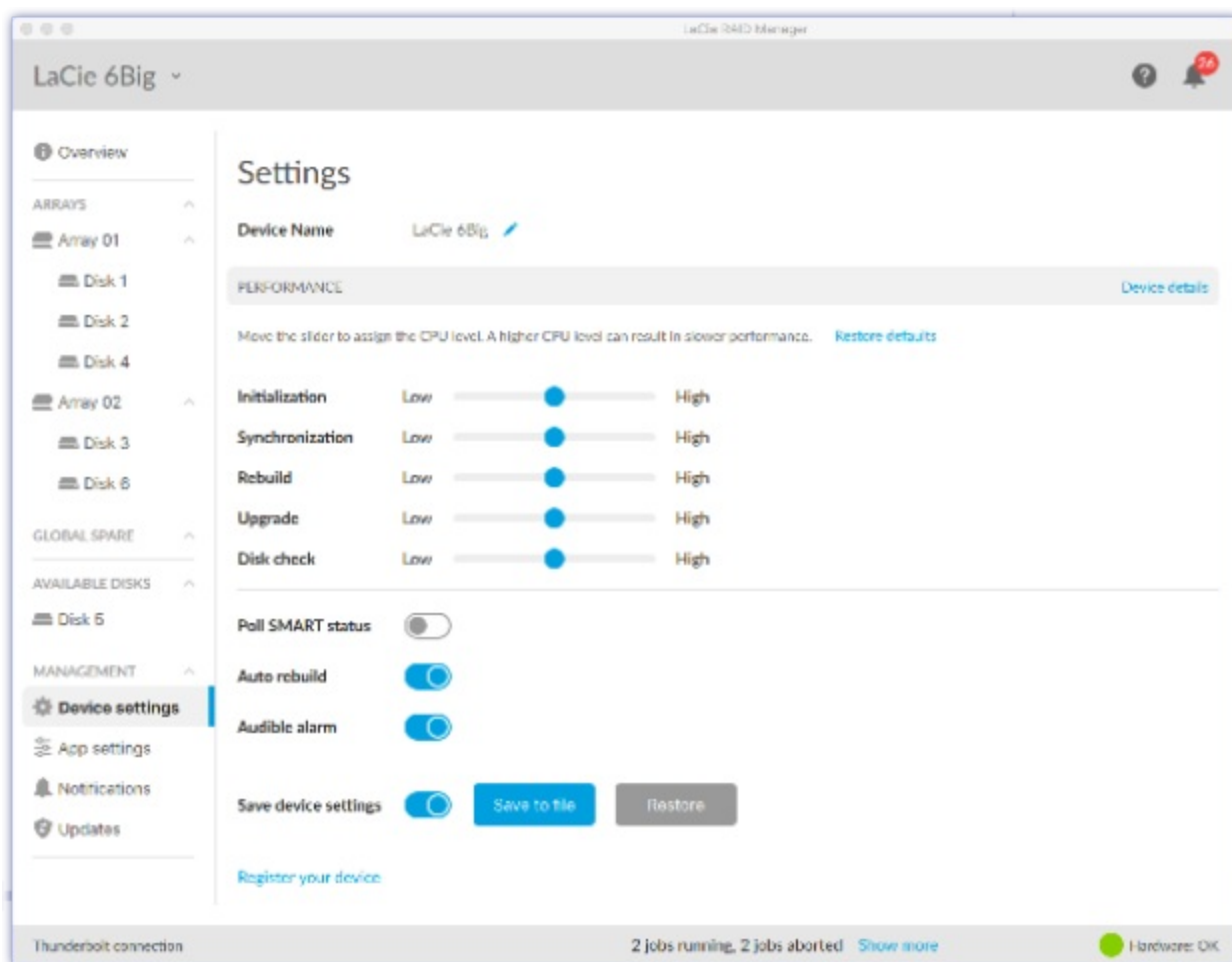 LaCie RAID Manager
LaCie 6Big
26
Overview
ARRAYS
Array 01
Disk 1
Disk 2
Disk 4
Array 02
Disk 3
Disk 6
GLOBAL SPARE
AVAILABLE DISKS
Disk 5
MANAGEMENT
Device settings
App settings
Notifications
Updates
Settings
Device Name LaCie 6Big
PERFORMANCE Device details
Move the slider to assign the CPU level. A higher CPU level can result in slower performance. Restore defaults
Initialization Low High
Synchronization Low High
Rebuild Low High
Upgrade Low High
Disk check Low High
Poll SMART status
Auto rebuild
Audible alarm
Save device settings Save to file Restore
Register your device
Thunderbolt connection 2 jobs running, 2 jobs aborted Show more Hardware: OK